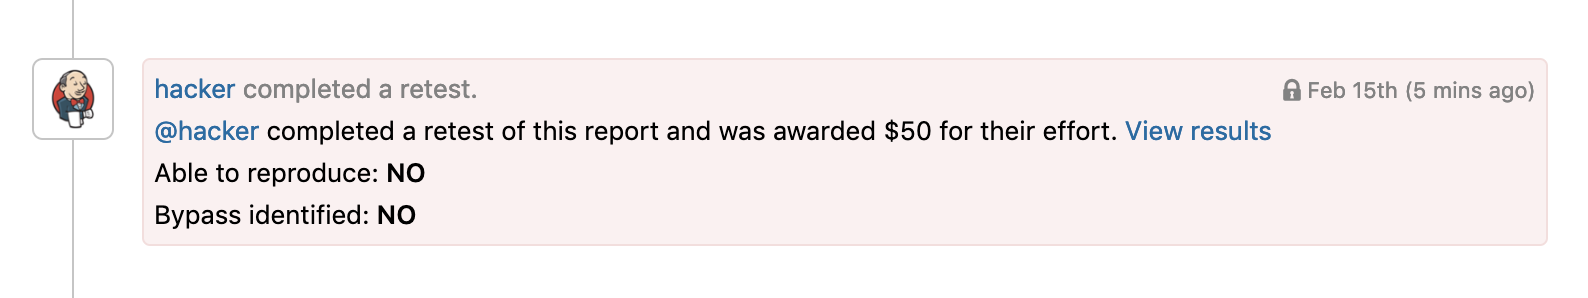 hacker completed a retest. Feb 15th (5 mins ago)
@hacker completed a retest of this report and was awarded $50 for their effort. View results
Able to reproduce: NO
Bypass identified: NO